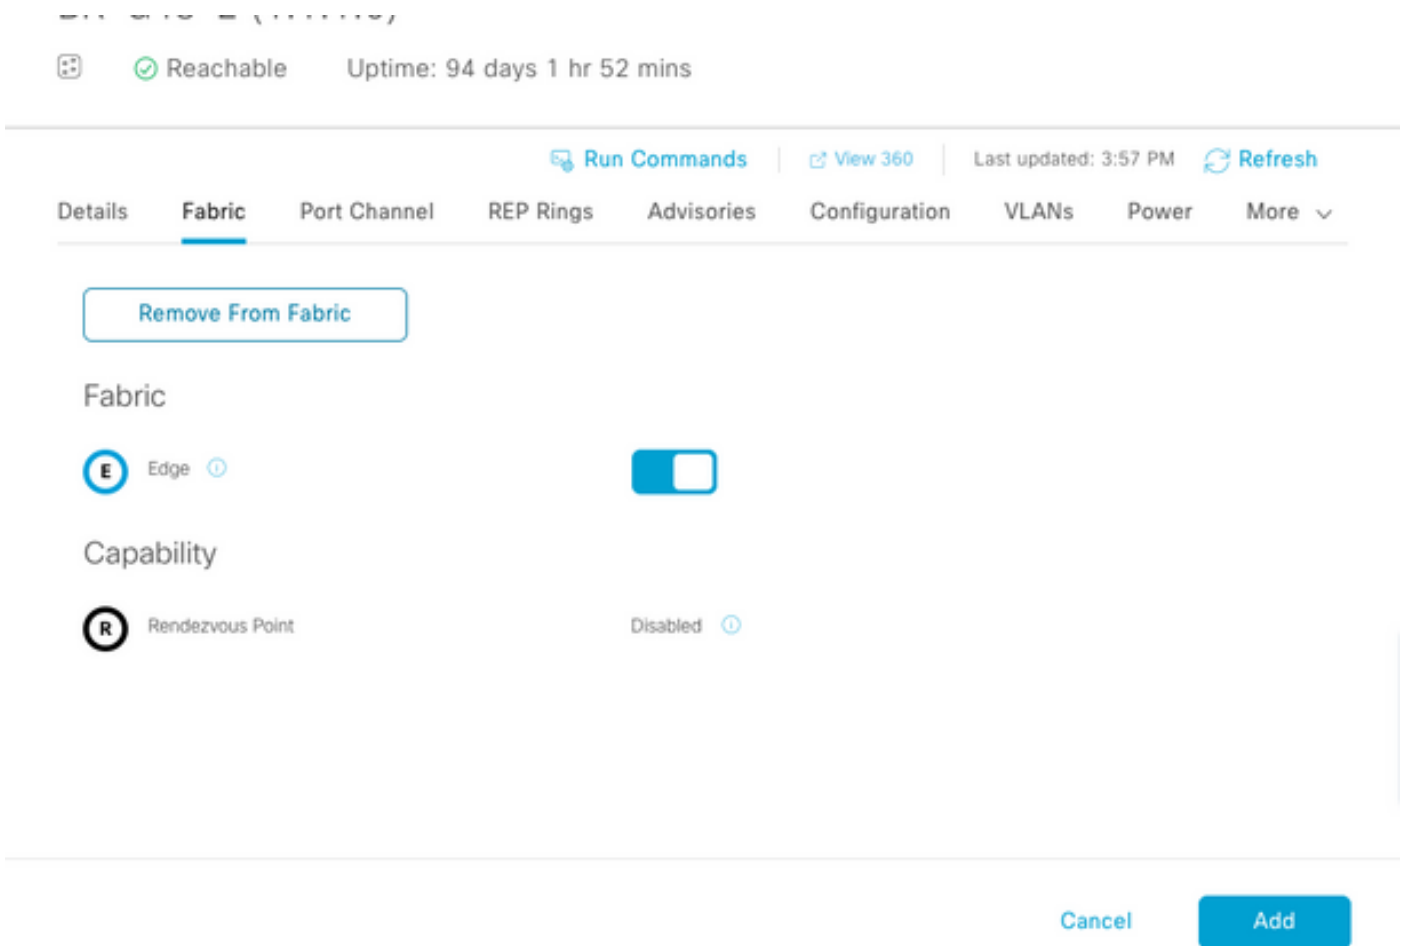 Reachable Uptime: 94 days 1 hr 52 mins
Run Commands View 360 Last updated: 3:57 PM Refresh
Details Fabric Port Channel REP Rings Advisories Configuration VLANs Power More
Remove From Fabric
Fabric
E Edge
Capability
R Rendezvous Point Disabled
Cancel Add